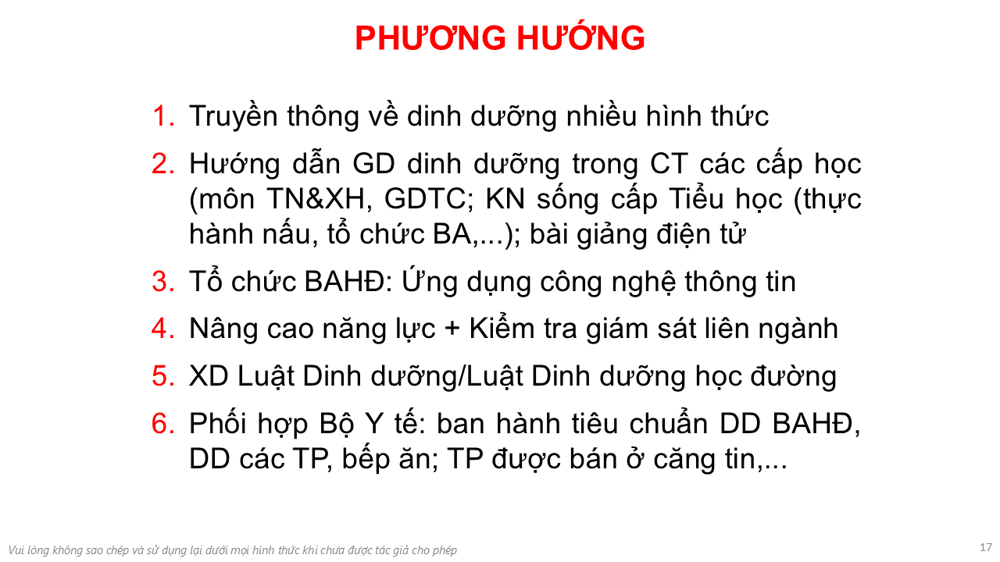 PHƯƠNG HƯỚNG
1. Truyền thông về dinh dưỡng nhiều hình thức
2. Hướng dẫn GD dinh dưỡng trong CT các cấp học
(môn TN&XH, GDTC; KN sống cấp Tiểu học (thực
hành nấu, tổ chức BA,...); bài giảng điện tử
3. Tổ chức BAHĐ: Ứng dụng công nghệ thông tin
4. Nâng cao năng lực + Kiểm tra giám sát liên ngành
5. XD Luật Dinh dưỡng/Luật Dinh dưỡng học đường
6. Phối hợp Bộ Y tế: ban hành tiêu chuẩn DD BAHĐ,
DD các TP, bếp ăn; TP được bán ở căng tin,...
Vui lòng không sao chép và sử dụng lại dưới mọi hình thức khi chưa được tác giả cho phép
17